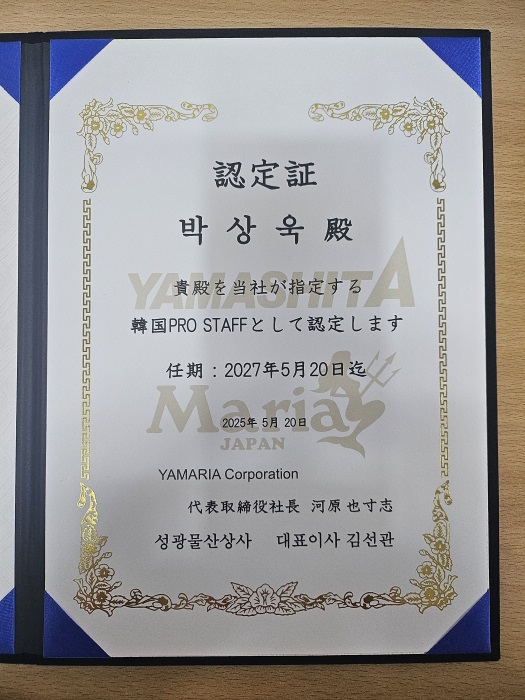 認定証
박상욱 殿
YAMASHITA
貴殿を当社が指定する
韓国PRO STAFFとして認定します
任期：2027年5月20日迄
Maria
2025年 5月 20日
JAPAN
YAMARIA Corporation
代表取締役社長 河原 也寸志
성광물산상사 대표이사 김선관